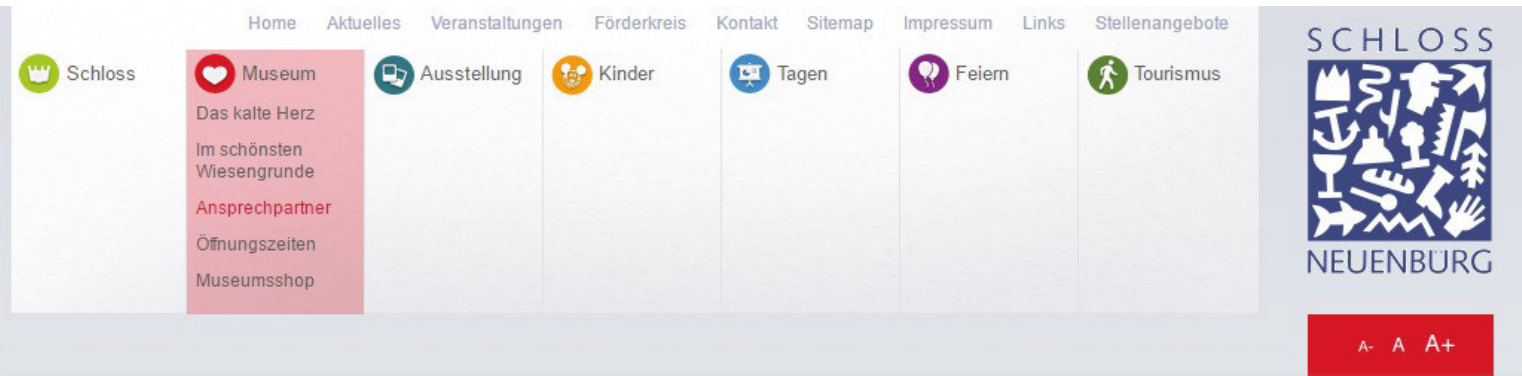 Home Aktuelles Veranstaltungen Förderkreis Kontakt Sitemap Impressum Links Stellenangebote
Schloss Museum Ausstellung Kinder Tagen Feiern Tourismus
Das kalte Herz
Im schönsten
Wiesengrunde
Ansprechpartner
Öffnungszeiten
Museumsshop
SCHLOSS
NEUENBÜRG
A- A A+